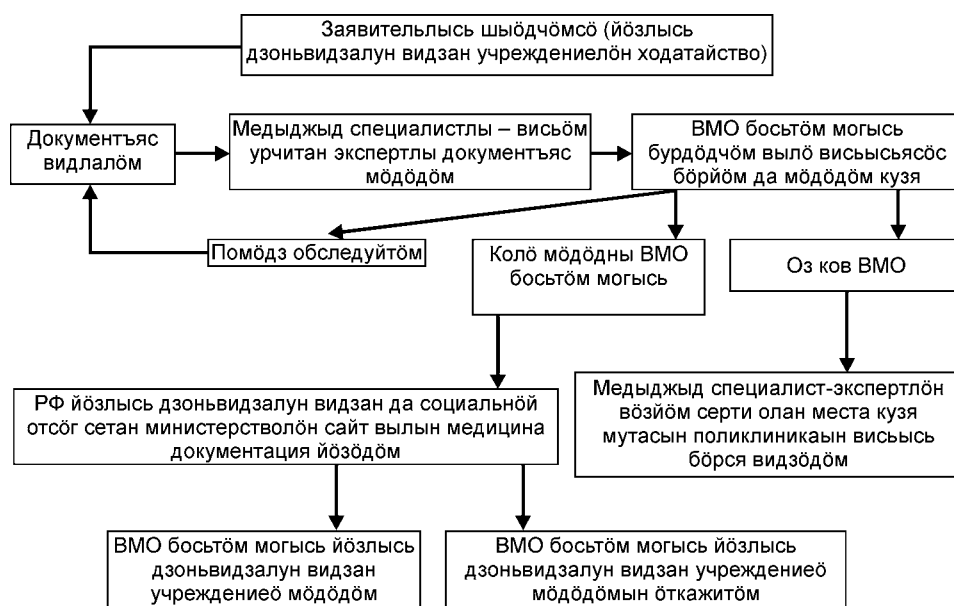 Заявительлысь шыӧдчӧмсӧ (йӧзлысь
дзоньвидзалун видзан учреждениелӧн ходатайство)
Документъяс
видлалӧм
Медыджыд специалистлы – висьӧм
урчитан экспертлы документъяс
мӧдӧдӧм
ВМО босьтӧм могысь
бурдӧдчӧм вылӧ висьысьясӧс
бӧрйӧм да мӧдӧдӧм кузя
Помӧдз обследуйтӧм
Колӧ мӧдӧдны ВМО
босьтӧм могысь
Оз ков ВМО
РФ йӧзлысь дзоньвидзалун видзан да социальнӧй
отсӧг сетан министерстволӧн сайт вылын медицина
документация йӧзӧдӧм
Медыджыд специалист-экспертлӧн
вӧзйӧм серти олан места кузя
мутасын поликлиникаын висьысь
бӧрся видзӧдӧм
ВМО босьтӧм могысь йӧзлысь
дзоньвидзалун видзан
учреждениеӧ мӧдӧдӧм
ВМО босьтӧм могысь йӧзлысь
дзоньвидзалун видзан учреждениеӧ
мӧдӧдӧмын ӧткажитӧм